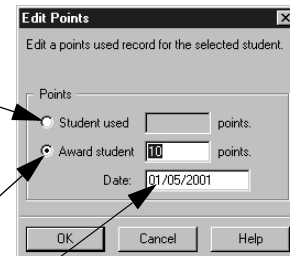 Edit Points
Edit a points used record for the selected student.
Points
Student used points.
Award student 10 points.
Date: 01/05/2001
OK Cancel Help